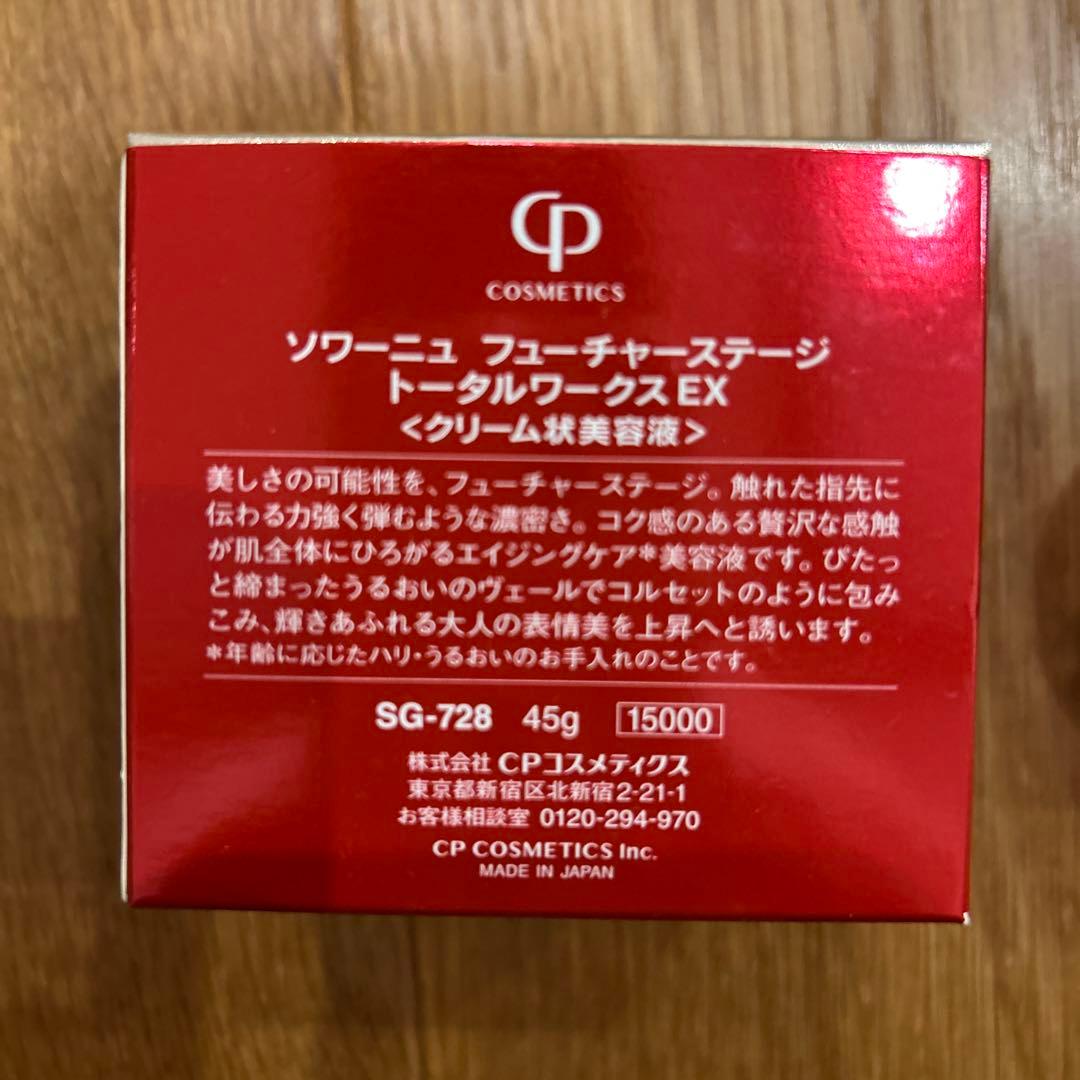 CP
COSMETICS
ソワーニュ フューチャーステージ
トータルワークス EX
<クリーム状美容液>
美しさの可能性を、フューチャーステージ。触れた指先に
伝わる力強く弾むような濃密さ。コク感のある贅沢な感触
が肌全体にひろがるエイジングケア*美容液です。ぴたっ
と締まったうるおいのヴェールでコルセットのように包み
こみ、輝きあふれる大人の表情美を上昇へと誘います。
*年齢に応じたハリ・うるおいのお手入れのことです。
SG-728 45g 15000
株式会社 CPコスメティクス
東京都新宿区北新宿2-21-1
お客様相談室 0120-294-970
CP COSMETICS Inc.
MADE IN JAPAN